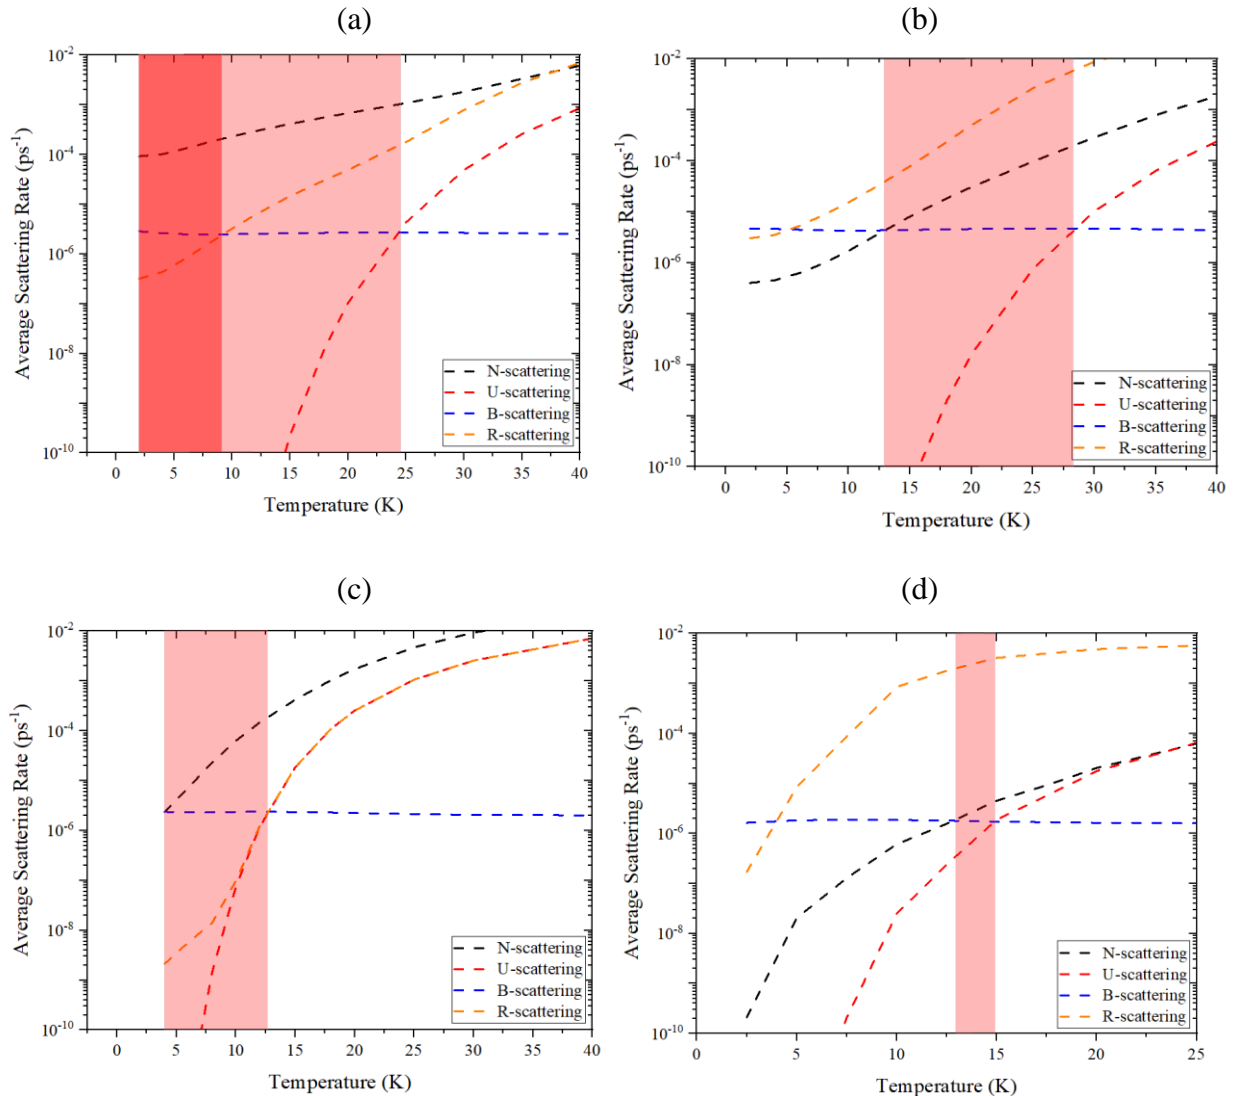 (a)
10⁻²
10⁻⁴
10⁻⁶
10⁻⁸
10⁻¹⁰
Average Scattering Rate (ps⁻¹)
N-scattering
U-scattering
B-scattering
R-scattering
0 5 10 15 20 25 30 35 40
Temperature (K)
(b)
10⁻²
10⁻⁴
10⁻⁶
10⁻⁸
10⁻¹⁰
Average Scattering Rate (ps⁻¹)
N-scattering
U-scattering
B-scattering
R-scattering
0 5 10 15 20 25 30 35 40
Temperature (K)
(c)
10⁻²
10⁻⁴
10⁻⁶
10⁻⁸
10⁻¹⁰
Average Scattering Rate (ps⁻¹)
N-scattering
U-scattering
B-scattering
R-scattering
0 5 10 15 20 25 30 35 40
Temperature (K)
(d)
10⁻²
10⁻⁴
10⁻⁶
10⁻⁸
10⁻¹⁰
Average Scattering Rate (ps⁻¹)
N-scattering
U-scattering
B-scattering
R-scattering
0 5 10 15 20 25
Temperature (K)